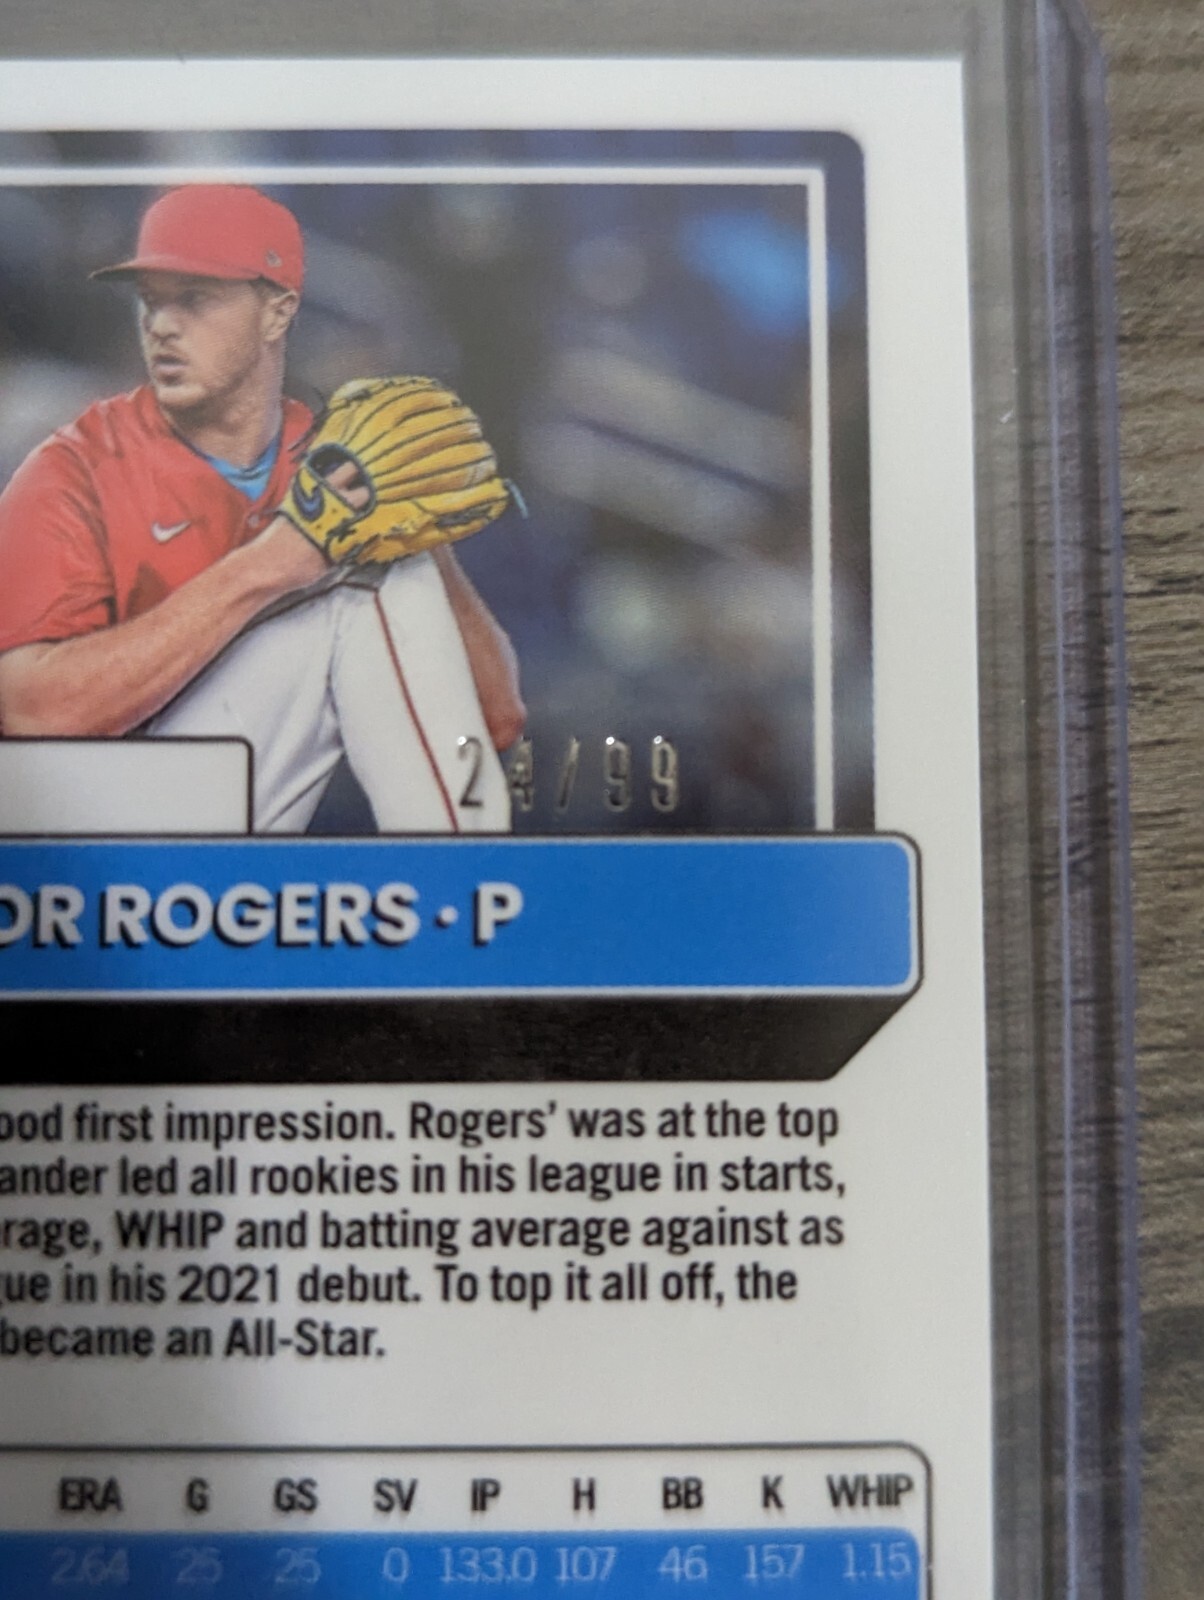 24/99
OR ROGERS · P
ood first impression. Rogers’ was at the top
ander led all rookies in his league in starts,
rage, WHIP and batting average against as
ue in his 2021 debut. To top it all off, the
became an All-Star.
ERA G GS SV IP H BB K WHIP
2.64 25 25 0 133.0 107 46 157 1.15